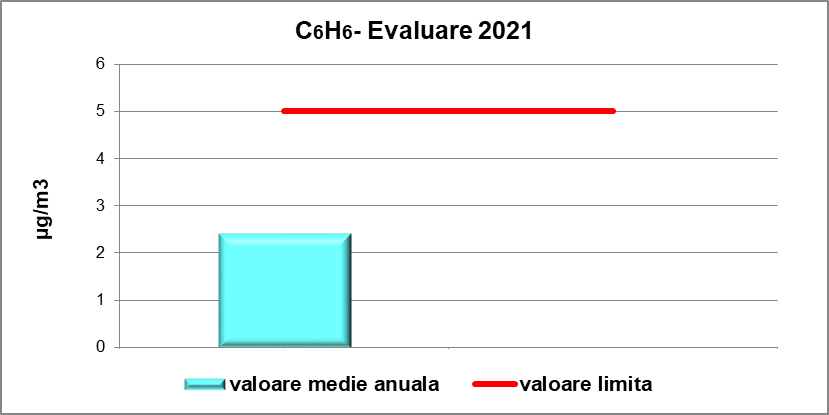 C6H6- Evaluare 2021
6
5
4
3
2
1
0
µg/m3
valoare medie anuala
valoare limita